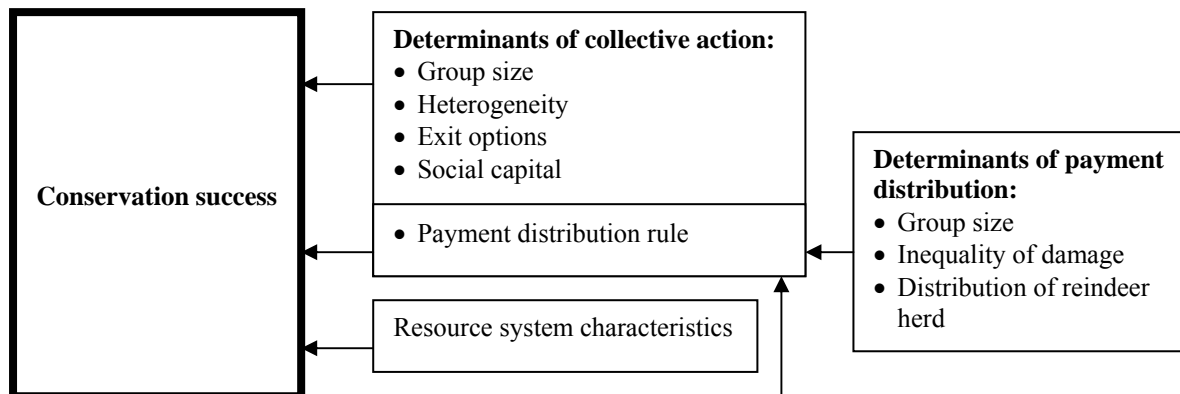 Conservation success
Determinants of collective action:
• Group size
• Heterogeneity
• Exit options
• Social capital
• Payment distribution rule
Resource system characteristics
Determinants of payment
distribution:
• Group size
• Inequality of damage
• Distribution of reindeer
herd